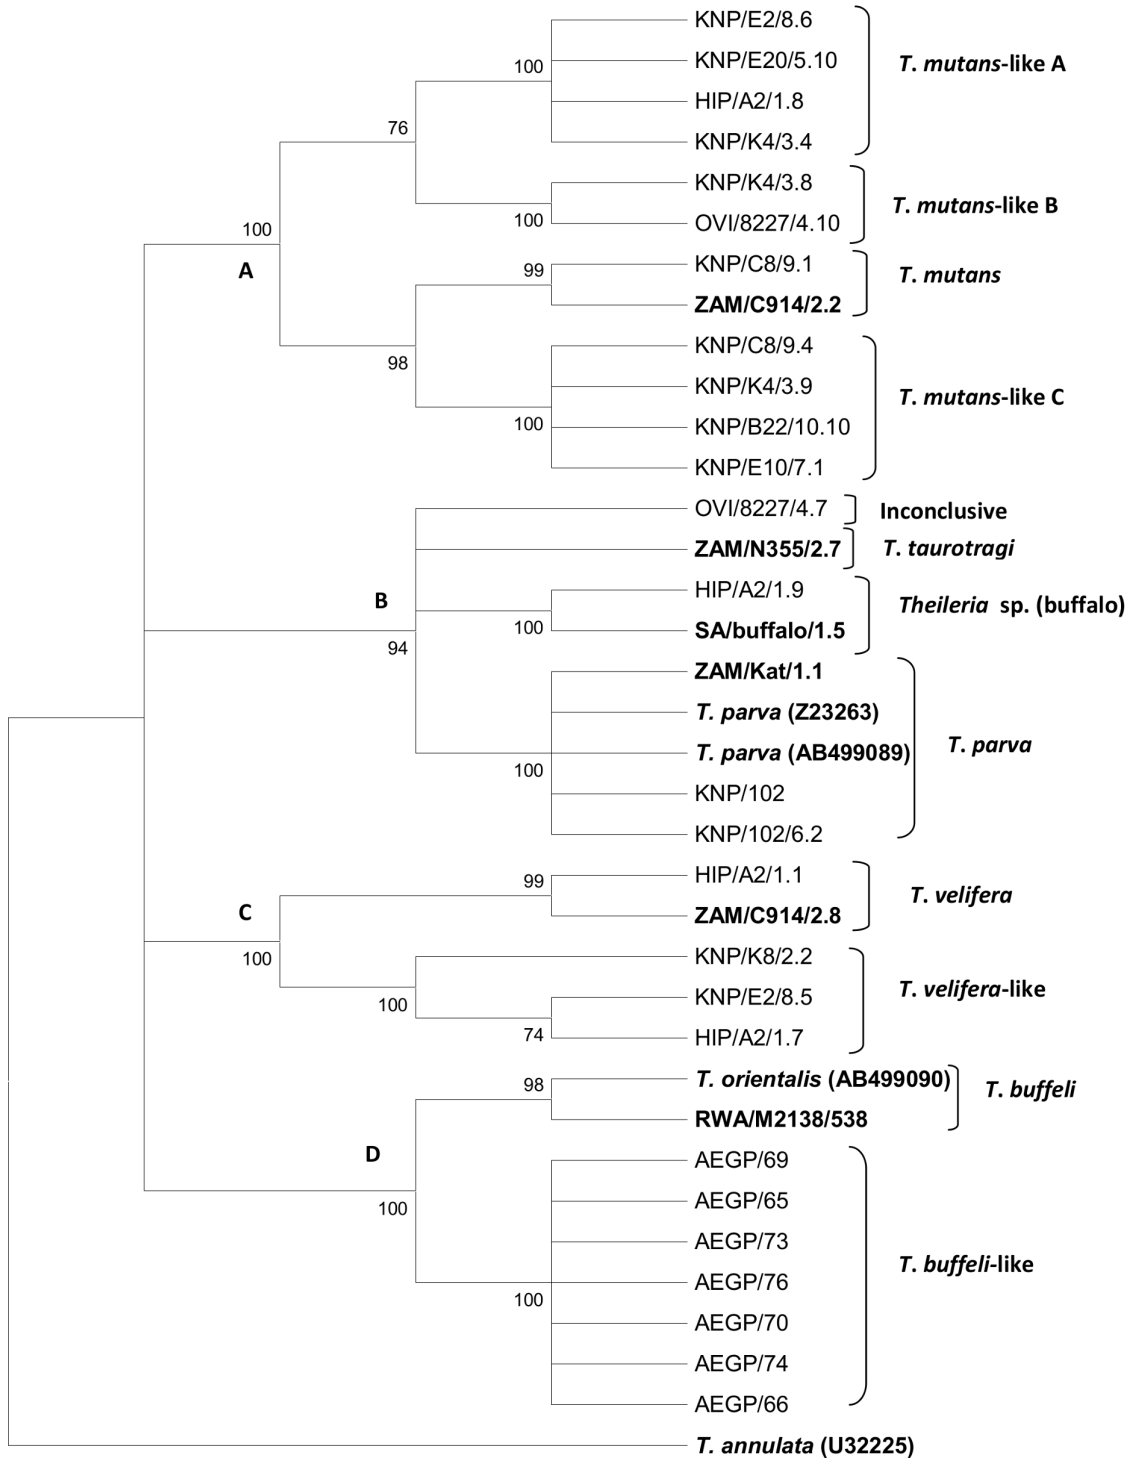 KNP/E2/8.6
100
KNP/E20/5.10
T. mutans-like A
HIP/A2/1.8
76
KNP/K4/3.4
KNP/K4/3.8
100
T. mutans-like B
OVI/8227/4.10
100
A
KNP/C8/9.1
99
T. mutans
ZAM/C914/2.2
KNP/C8/9.4
98
KNP/K4/3.9
T. mutans-like C
100
KNP/B22/10.10
KNP/E10/7.1
OVI/8227/4.7
Inconclusive
ZAM/N355/2.7
T. taurotragi
HIP/A2/1.9
B
Theileria sp. (buffalo)
100
SA/buffalo/1.5
94
ZAM/Kat/1.1
T. parva (Z23263)
T. parva
T. parva (AB499089)
100
KNP/102
KNP/102/6.2
HIP/A2/1.1
99
T. velifera
C
ZAM/C914/2.8
100
KNP/K8/2.2
T. velifera-like
100
KNP/E2/8.5
74
HIP/A2/1.7
T. orientalis (AB499090)
98
T. buffeli
RWA/M2138/538
D
AEGP/69
100
AEGP/65
AEGP/73
T. buffeli-like
AEGP/76
100
AEGP/70
AEGP/74
AEGP/66
T. annulata (U32225)